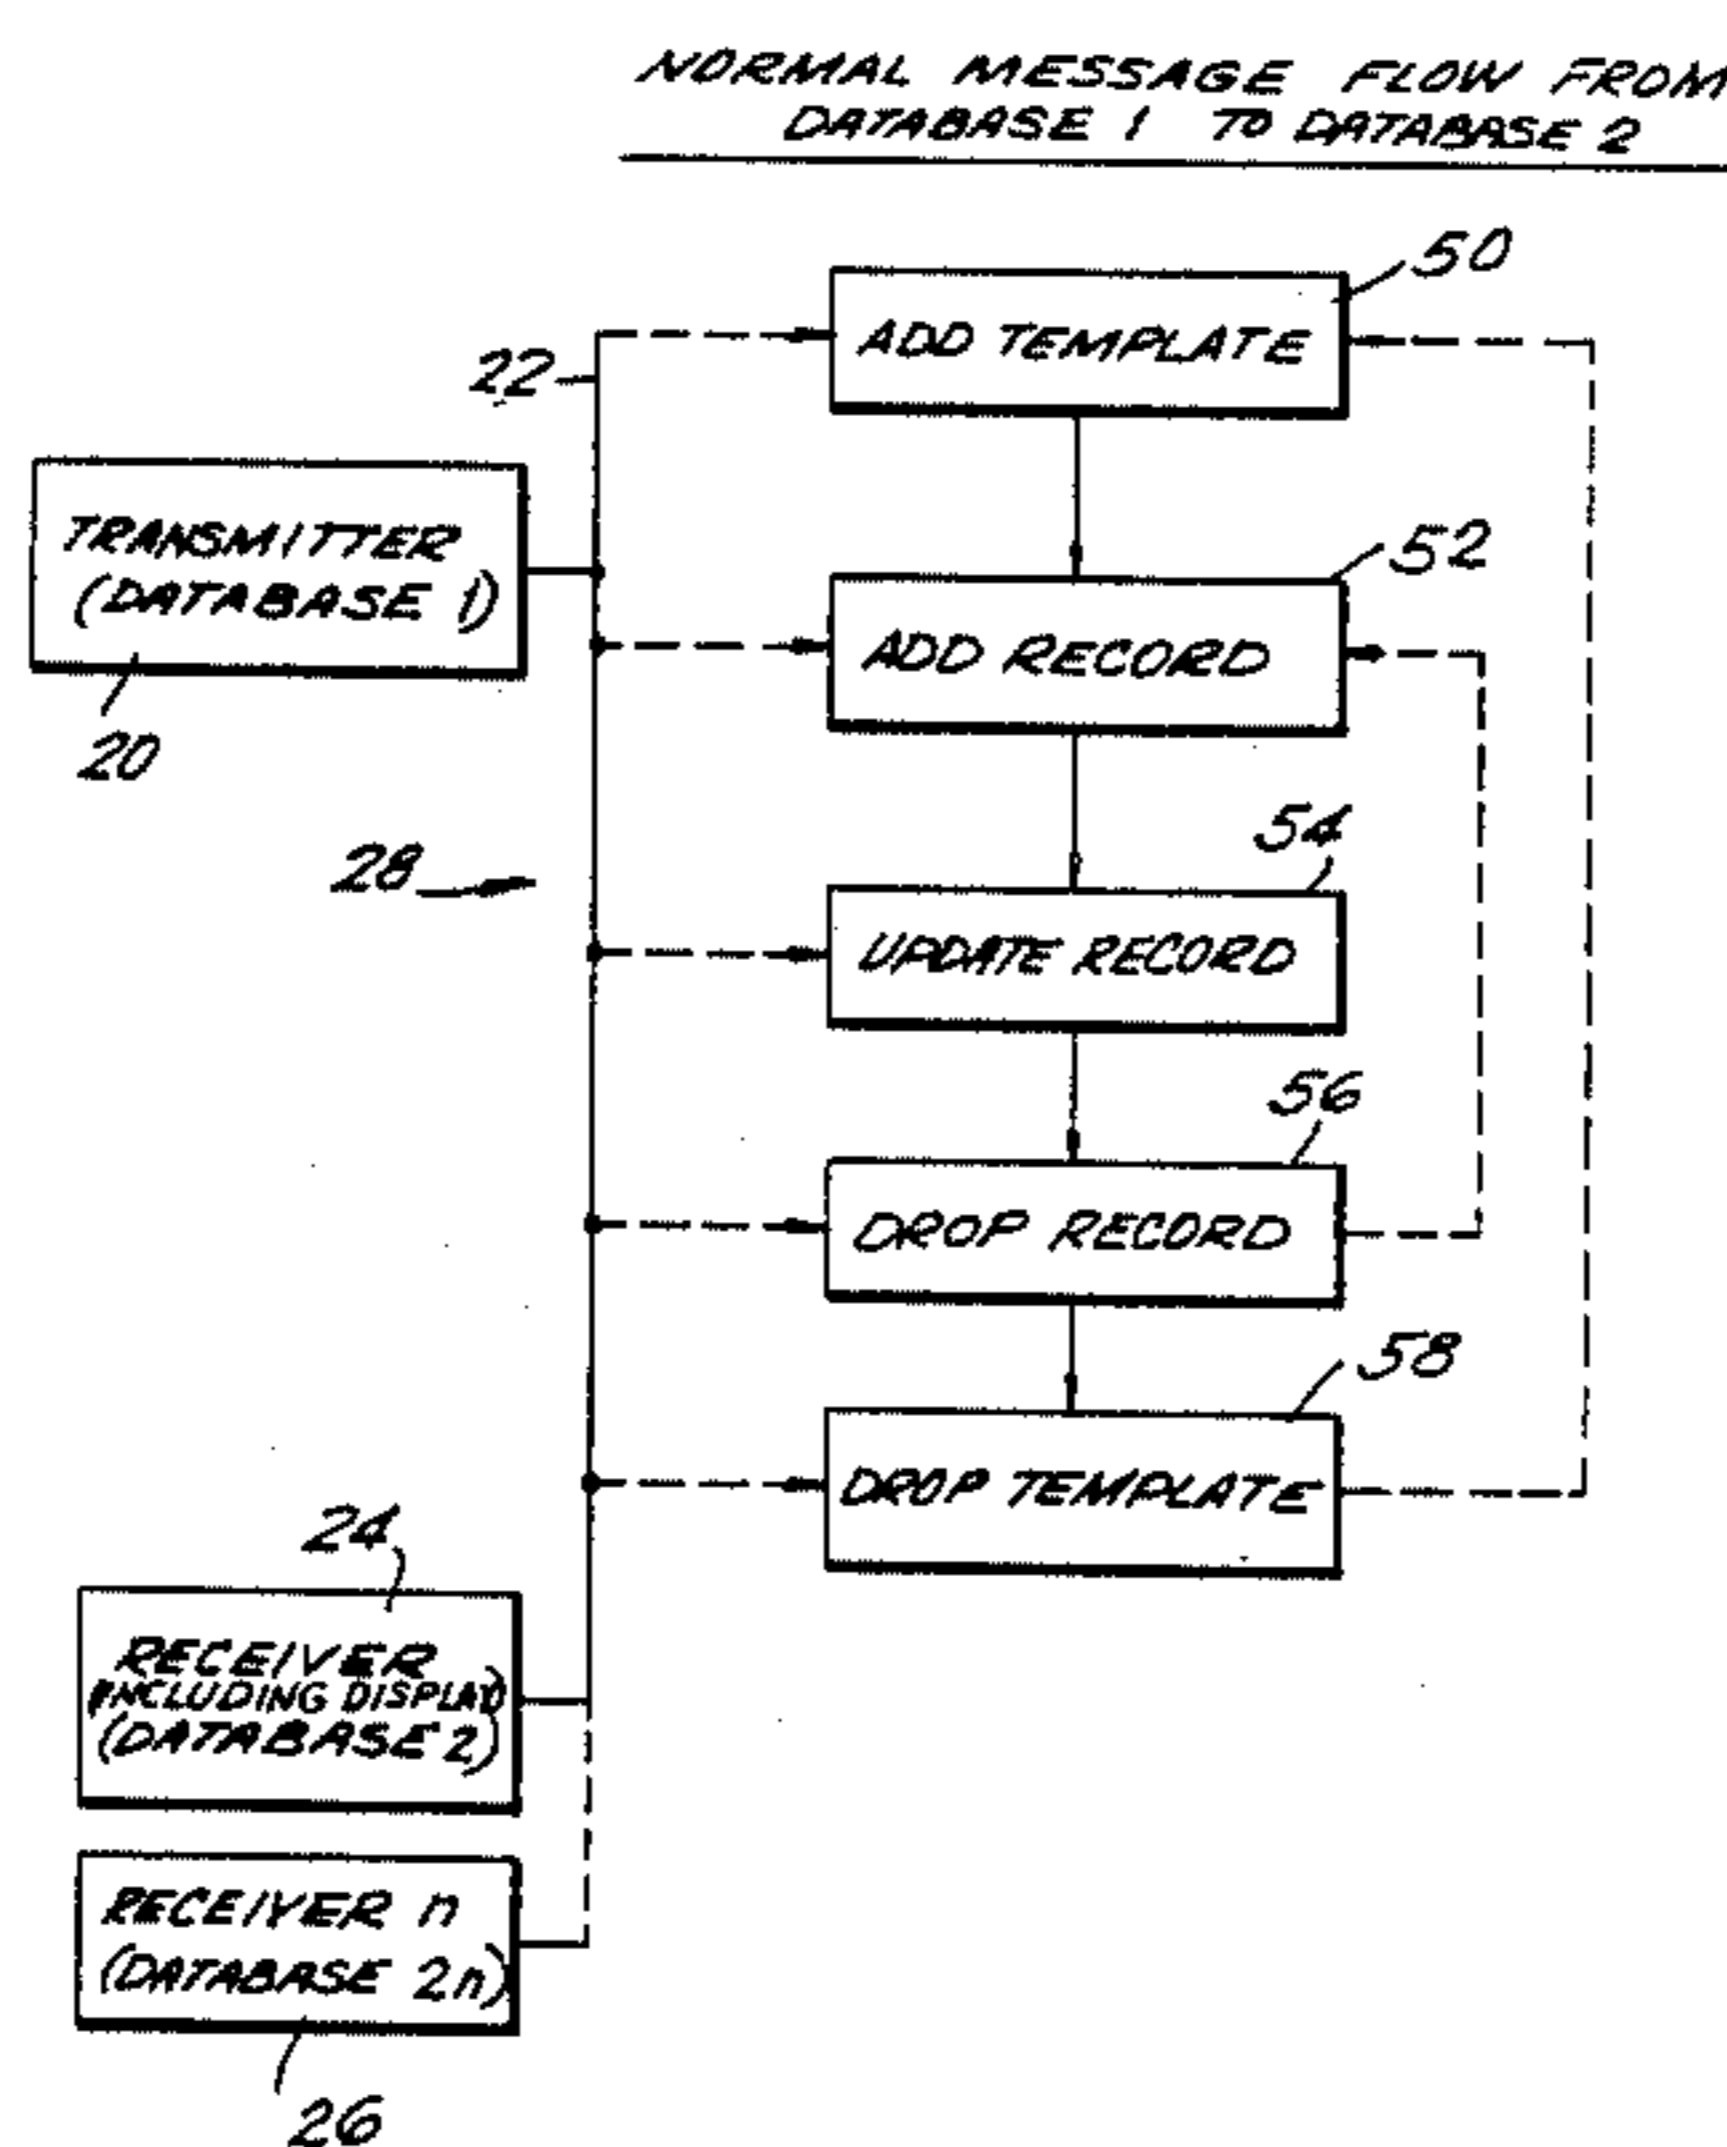 NORMAL MESSAGE FLOW FROM
DATABASE 1 TO DATABASE 2
50
ADD TEMPLATE
22
TRANSMITTER
(DATABASE 1)
20
52
ADD RECORD
28
54
UPDATE RECORD
56
DROP RECORD
58
DROP TEMPLATE
24
RECEIVER
(INCLUDING DISPLAY)
(DATABASE 2)
RECEIVER n
(DATABASE 2n)
26